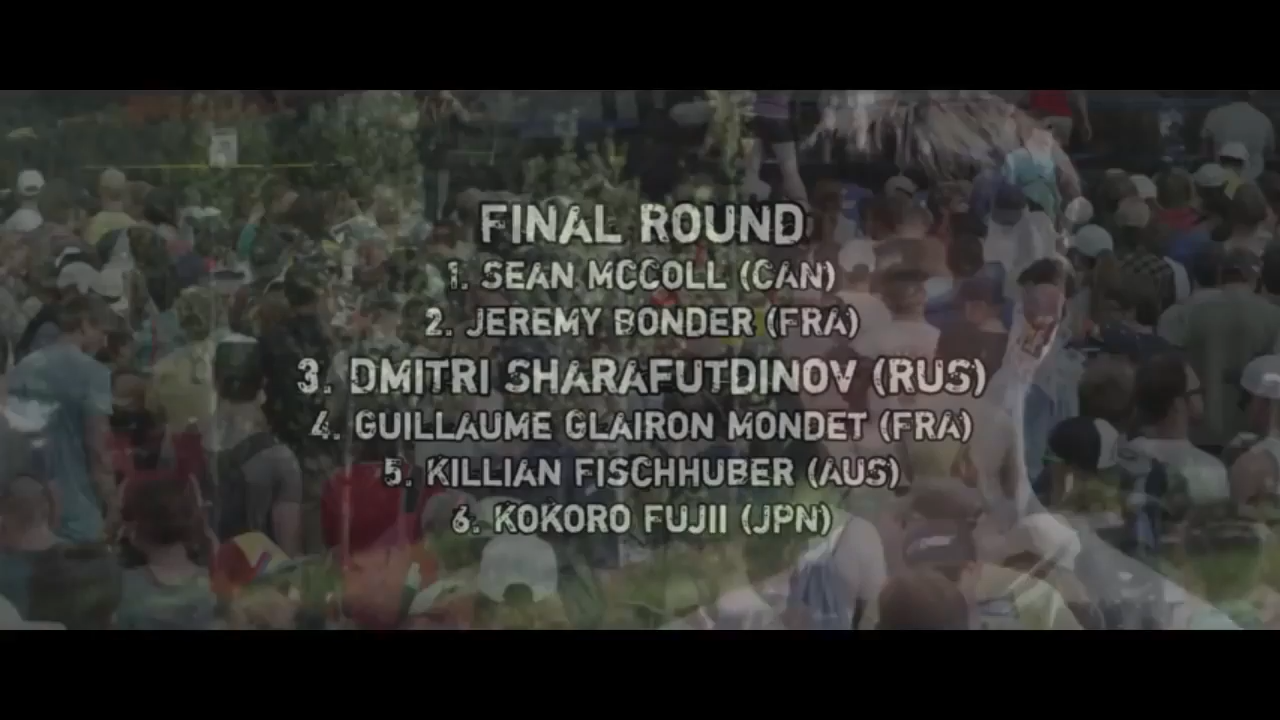 FINAL ROUND
1. SEAN MCCOLL (CAN)
2. JEREMY BONDER (FRA)
3. DMITRI SHARAFUTDINOV (RUS)
4. GUILLAUME GLAIRON MONDET (FRA)
5. KILLIAN FISCHHUBER (AUS)
6. KOKORO FUJII (JPN)